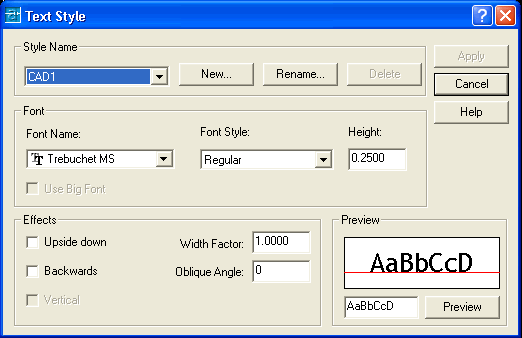 Text Style
Style Name
CAD1
New...
Rename...
Delete
Apply
Cancel
Help
Font
Font Name:
Font Style:
Height:
Trebuchet MS
Regular
0.2500
Use Big Font
Effects
Upside down
Width Factor:
1.0000
Backwards
Oblique Angle:
0
Vertical
Preview
AaBbCcD
AaBbCcD
Preview